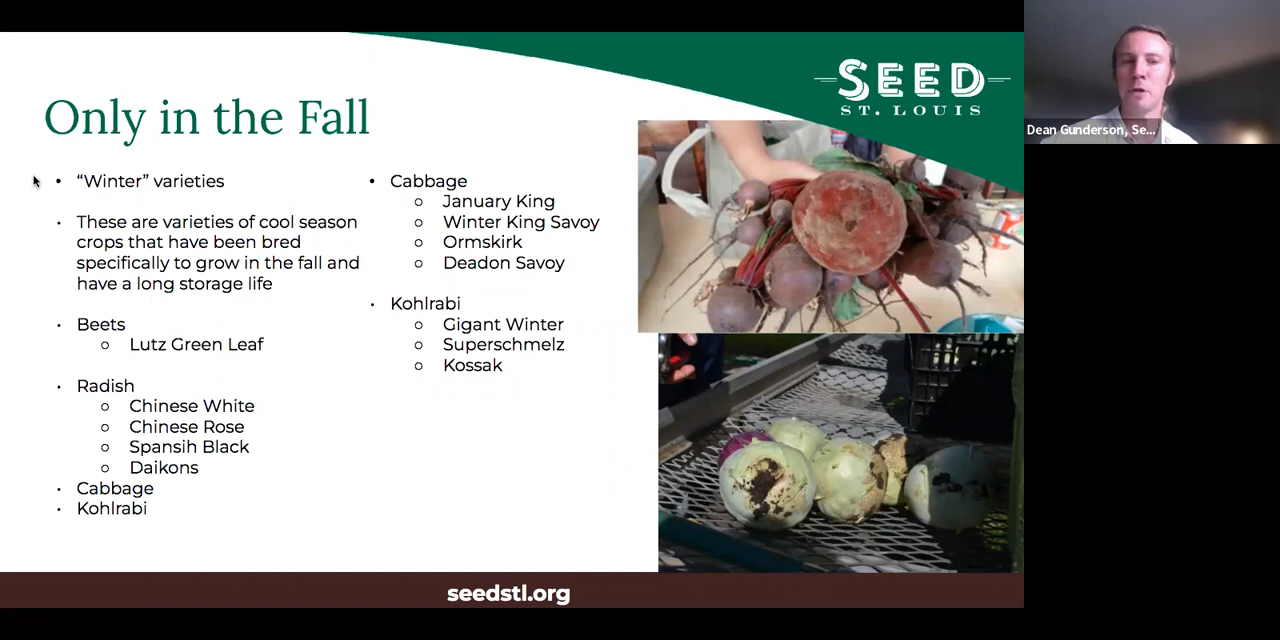 SEED
ST. LOUIS
Only in the Fall
“Winter” varieties
These are varieties of cool season
crops that have been bred
specifically to grow in the fall and
have a long storage life
Beets
Lutz Green Leaf
Radish
Chinese White
Chinese Rose
Spansih Black
Daikons
Cabbage
Kohlrabi
Cabbage
January King
Winter King Savoy
Ormskirk
Deadon Savoy
Kohlrabi
Gigant Winter
Superschmelz
Kossak
seedstl.org
Dean Gunderson, Se...